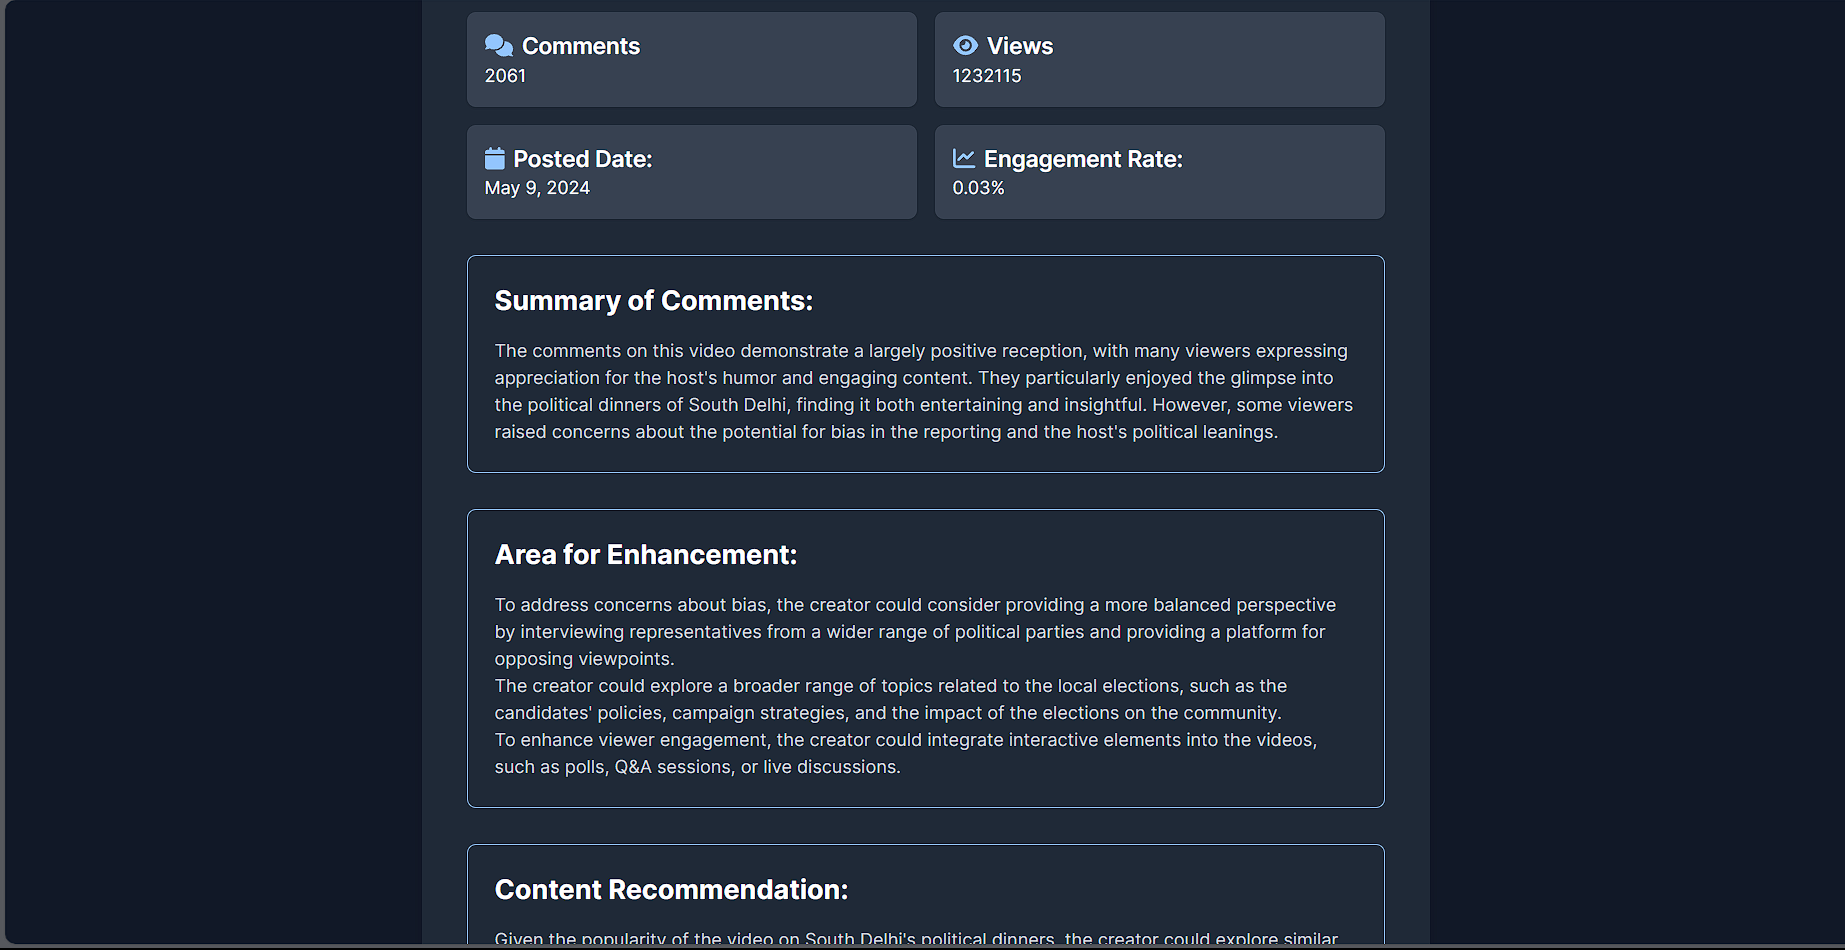 Comments
2061
Views
1232115
Posted Date:
May 9, 2024
Engagement Rate:
0.03%
Summary of Comments:
The comments on this video demonstrate a largely positive reception, with many viewers expressing
appreciation for the host's humor and engaging content. They particularly enjoyed the glimpse into
the political dinners of South Delhi, finding it both entertaining and insightful. However, some viewers
raised concerns about the potential for bias in the reporting and the host's political leanings.
Area for Enhancement:
To address concerns about bias, the creator could consider providing a more balanced perspective
by interviewing representatives from a wider range of political parties and providing a platform for
opposing viewpoints.
The creator could explore a broader range of topics related to the local elections, such as the
candidates' policies, campaign strategies, and the impact of the elections on the community.
To enhance viewer engagement, the creator could integrate interactive elements into the videos,
such as polls, Q&A sessions, or live discussions.
Content Recommendation:
Given the popularity of the video on South Delhi's political dinners, the creator could explore similar